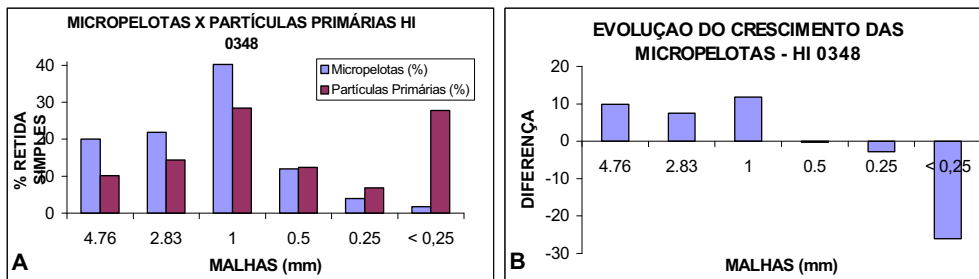 MICROPELOTAS X PARTÍCULAS PRIMÁRIAS HI
0348
% RETIDA
SIMPLES
40
30
20
10
0
Micropelotas (%)
Partículas Primárias (%)
4.76 2.83 1 0.5 0.25 < 0,25
MALHAS (mm)
A
EVOLUÇAO DO CRESCIMENTO DAS
MICROPELOTAS - HI 0348
DIFERENÇA
20
10
0
-10
-20
-30
4.76 2.83 1 0.5 0.25 < 0,25
MALHAS (mm)
B